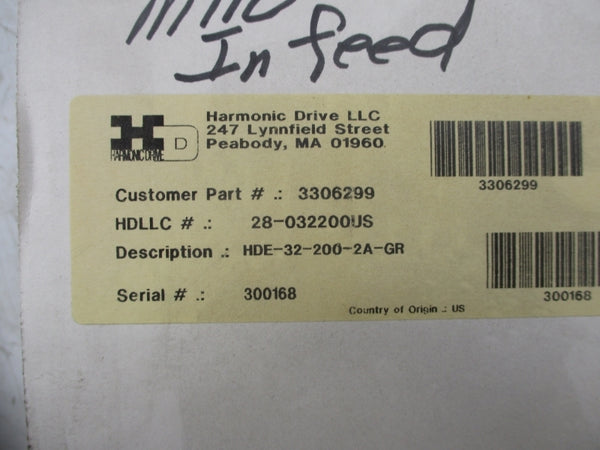 In feed
Harmonic Drive LLC
247 Lynnfield Street
Peabody, MA 01960
H D
HARMONIC DRIVE
3306299
Customer Part # .: 3306299
HDLLC # .: 28-032200US
Description .: HDE-32-200-2A-GR
Serial # .: 300168
300168
Country of Origin .: US